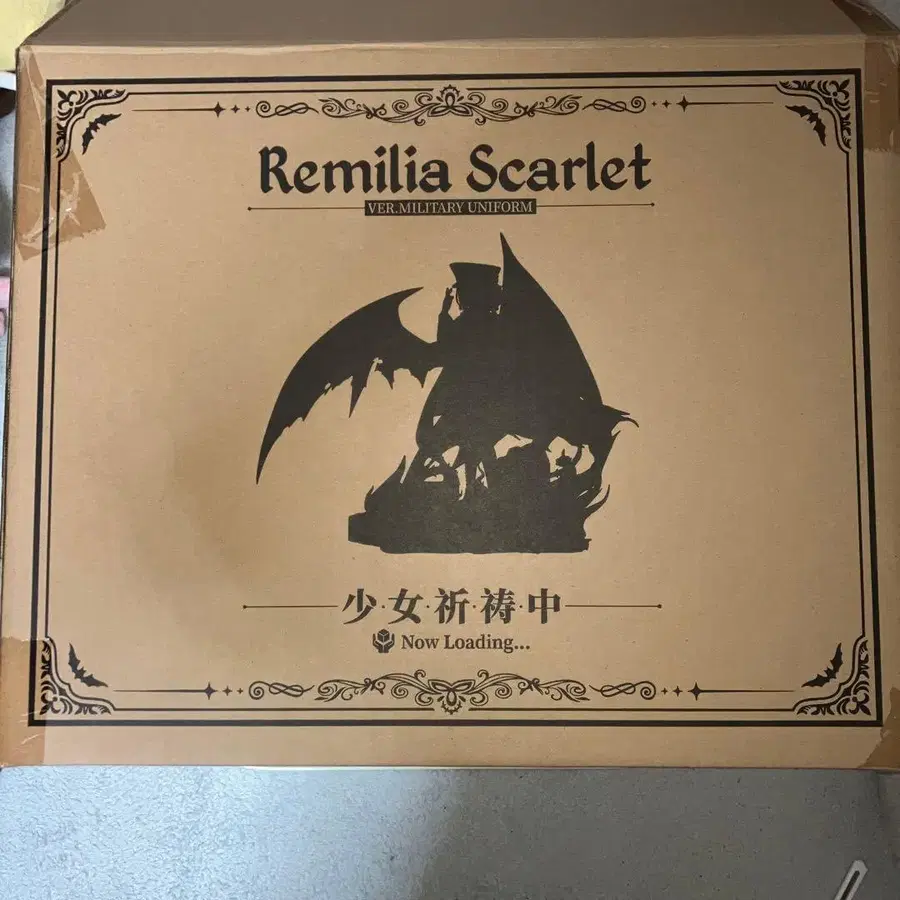 Remilia Scarlet
VER.MILITARY UNIFORM
少·女·祈·祷·中
Now Loading...